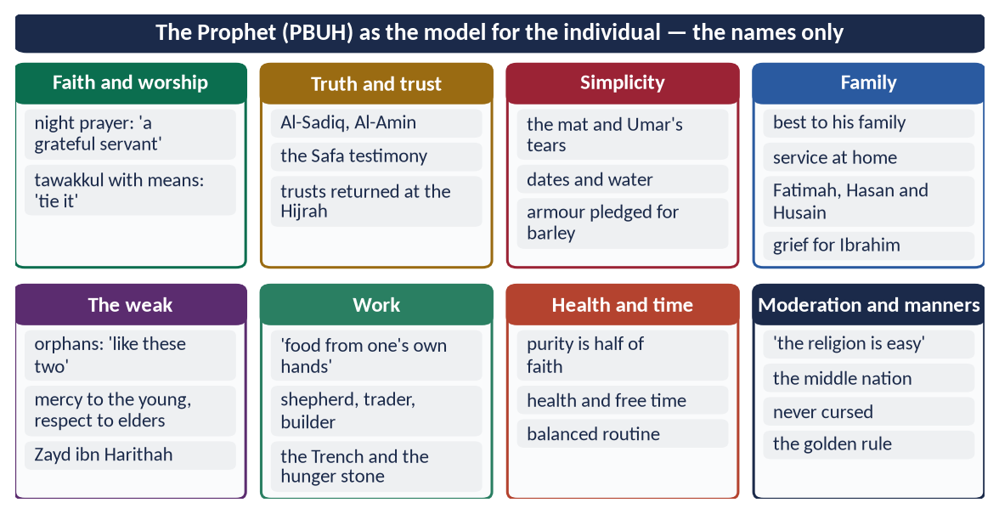 The Prophet (PBUH) as the model for the individual — the names only
Faith and worship
night prayer: 'a
grateful servant'
tawakkul with means:
'tie it'
Truth and trust
Al-Sadiq, Al-Amin
the Safa testimony
trusts returned at the
Hijrah
Simplicity
the mat and Umar's
tears
dates and water
armour pledged for
barley
Family
best to his family
service at home
Fatimah, Hasan and
Husain
grief for Ibrahim
The weak
orphans: 'like these
two'
mercy to the young,
respect to elders
Zayd ibn Harithah
Work
'food from one's own
hands'
shepherd, trader,
builder
the Trench and the
hunger stone
Health and time
purity is half of
faith
health and free time
balanced routine
Moderation and manners
'the religion is easy'
the middle nation
never cursed
the golden rule